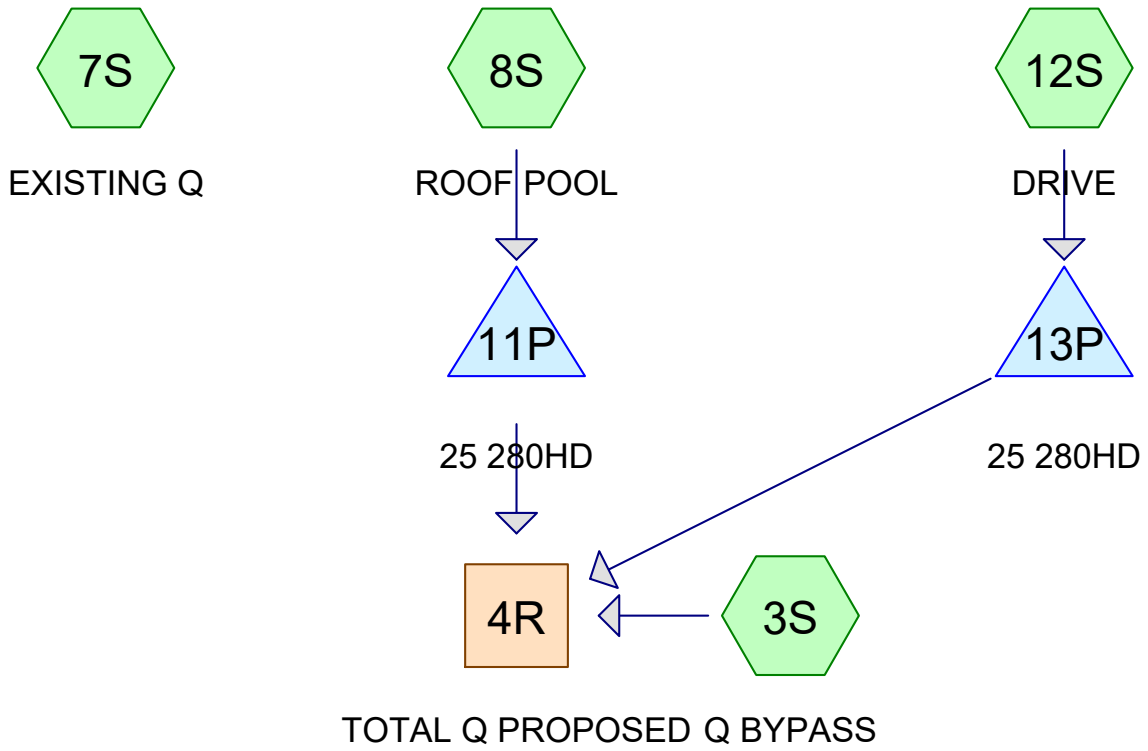 7S
8S
12S
EXISTING Q
ROOF POOL
DRIVE
11P
13P
25 280HD
25 280HD
4R
3S
TOTAL Q PROPOSED
Q BYPASS